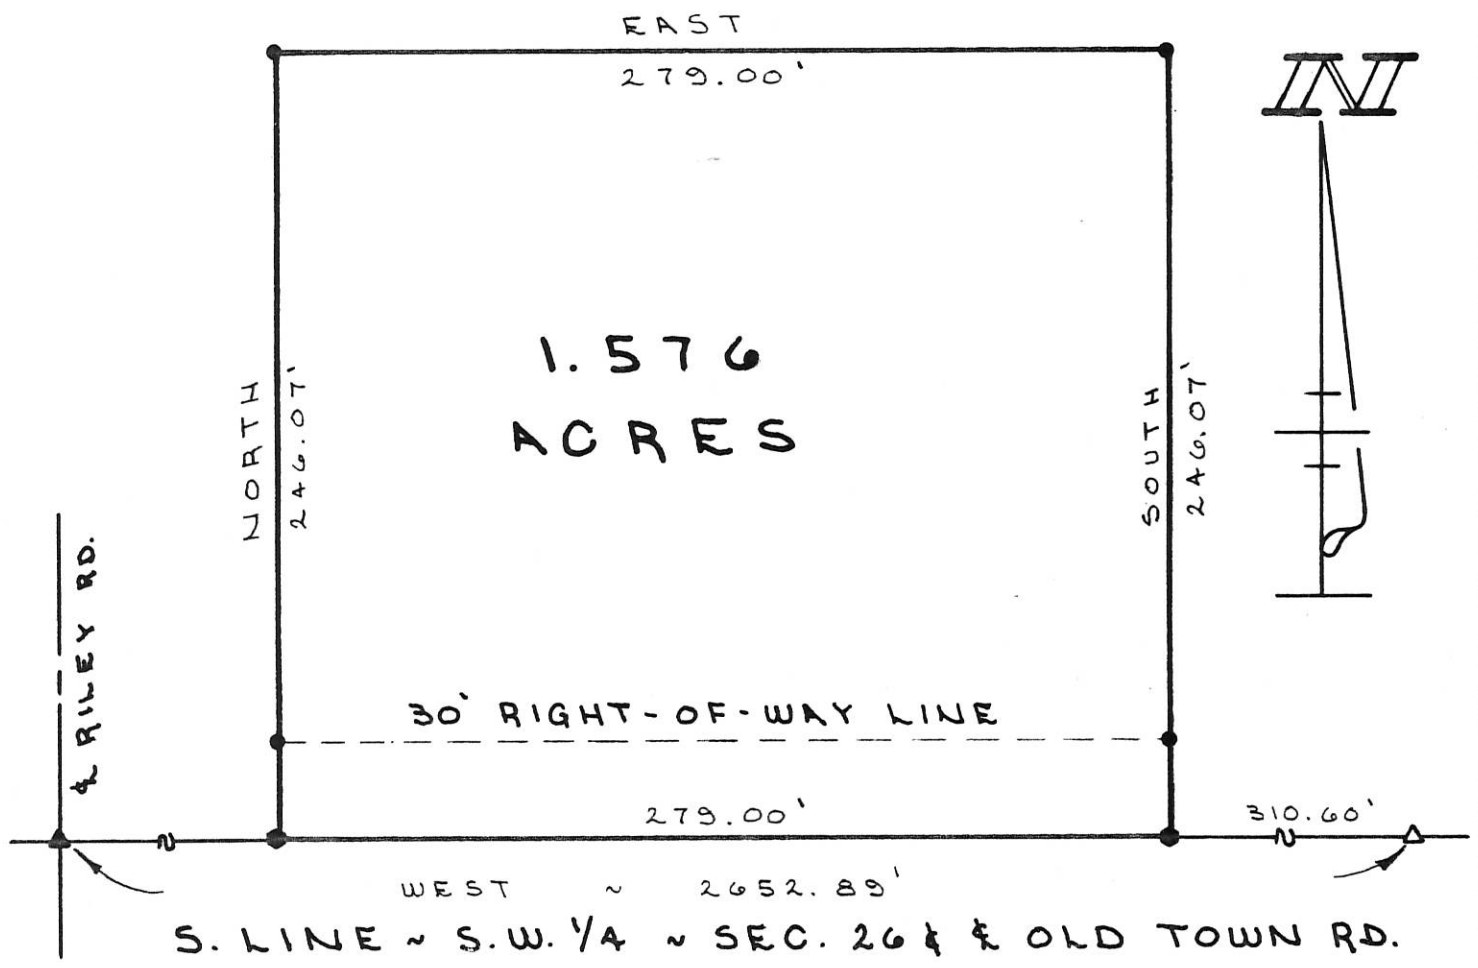 EAST
279.00'
N
1.576
ACRES
NORTH
246.07'
SOUTH
246.07'
℄ RILEY RD.
30' RIGHT-OF-WAY LINE
279.00'
310.60'
WEST ~ 2652.89'
S. LINE ~ S.W. 1/4 ~ SEC. 26 & ℄ OLD TOWN RD.